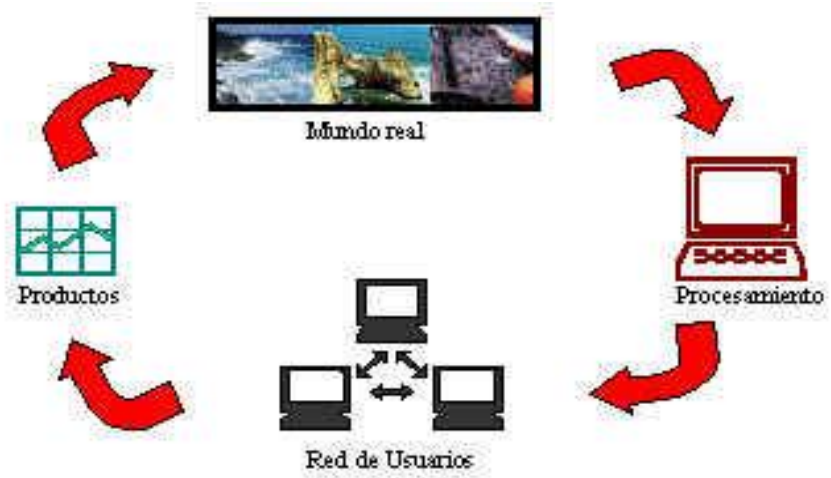 Mundo real
Productos
Procesamiento
Red de Usuarios